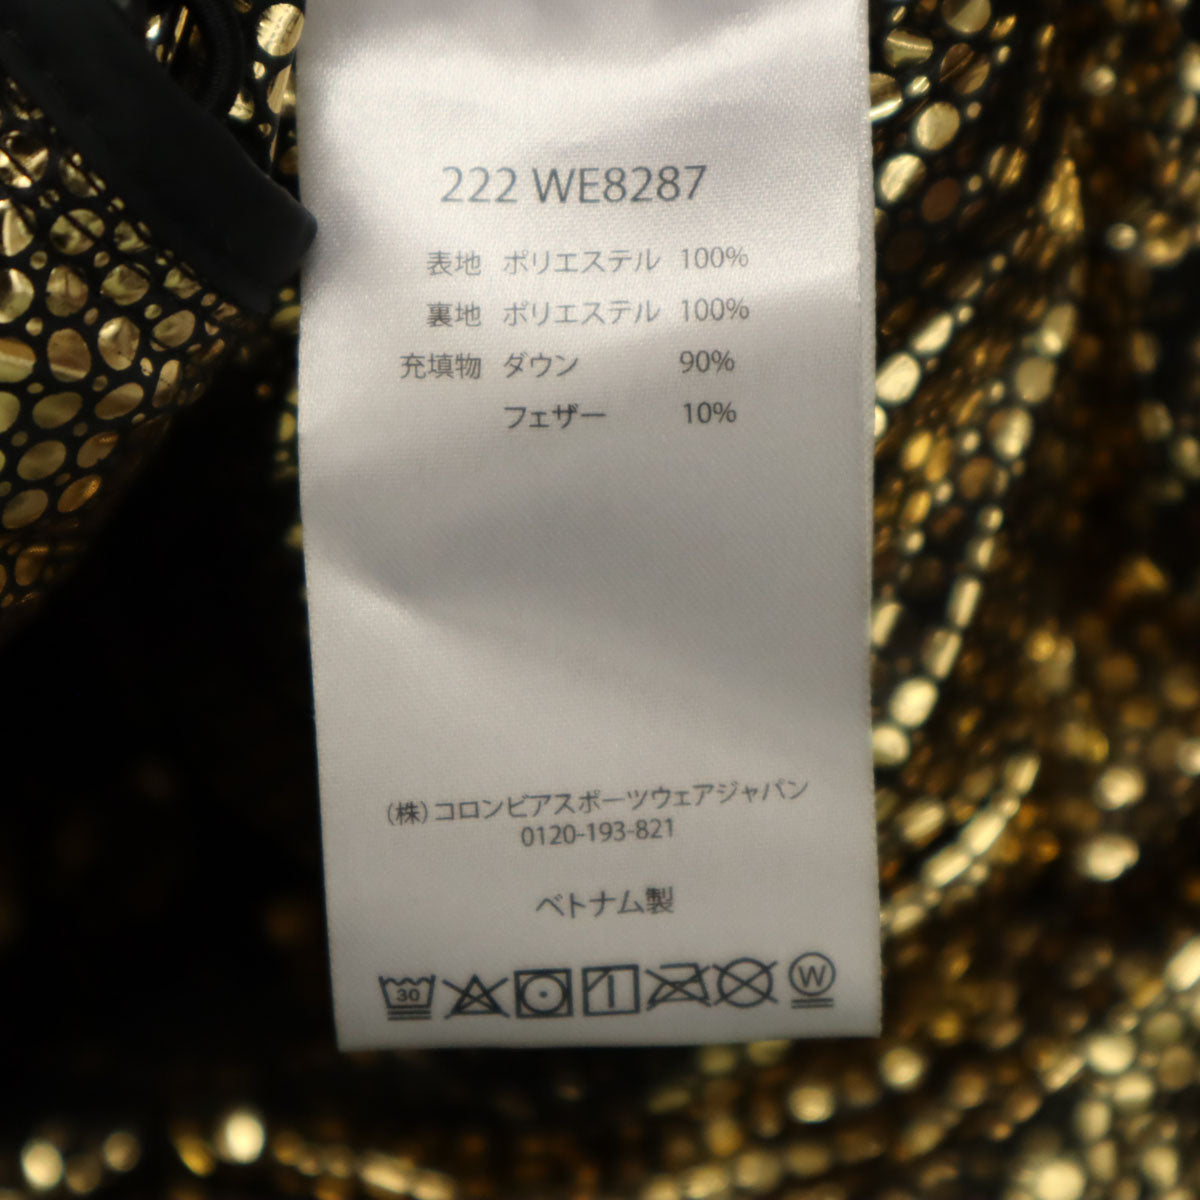 222 WE8287
表地 ポリエステル 100%
裏地 ポリエステル 100%
充填物 ダウン 90%
フェザー 10%
(株)コロンビアスポーツウェアジャパン
0120-193-821
ベトナム製
30 W